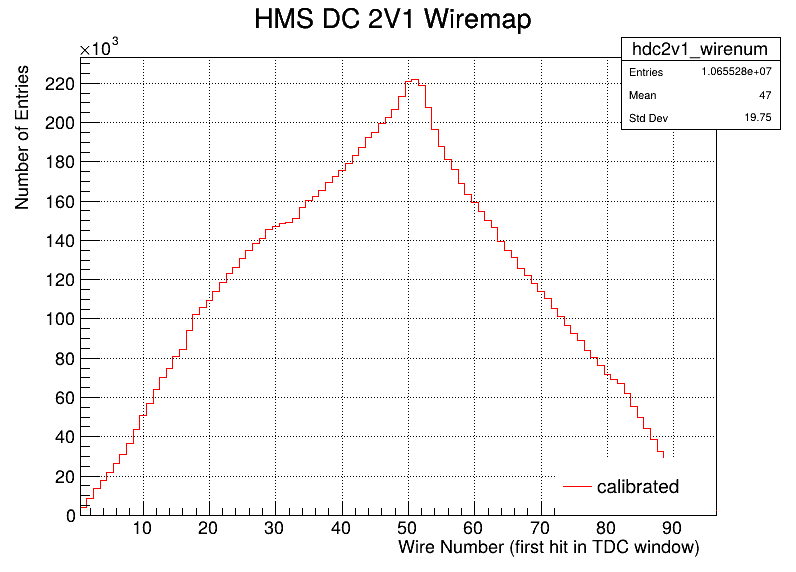 HMS DC 2V1 Wiremap
×10³
hdc2v1_wirenum
Entries 1.065528e+07
Mean 47
Std Dev 19.75
Number of Entries
220
200
180
160
140
120
100
80
60
40
20
0
calibrated
10 20 30 40 50 60 70 80 90
Wire Number (first hit in TDC window)